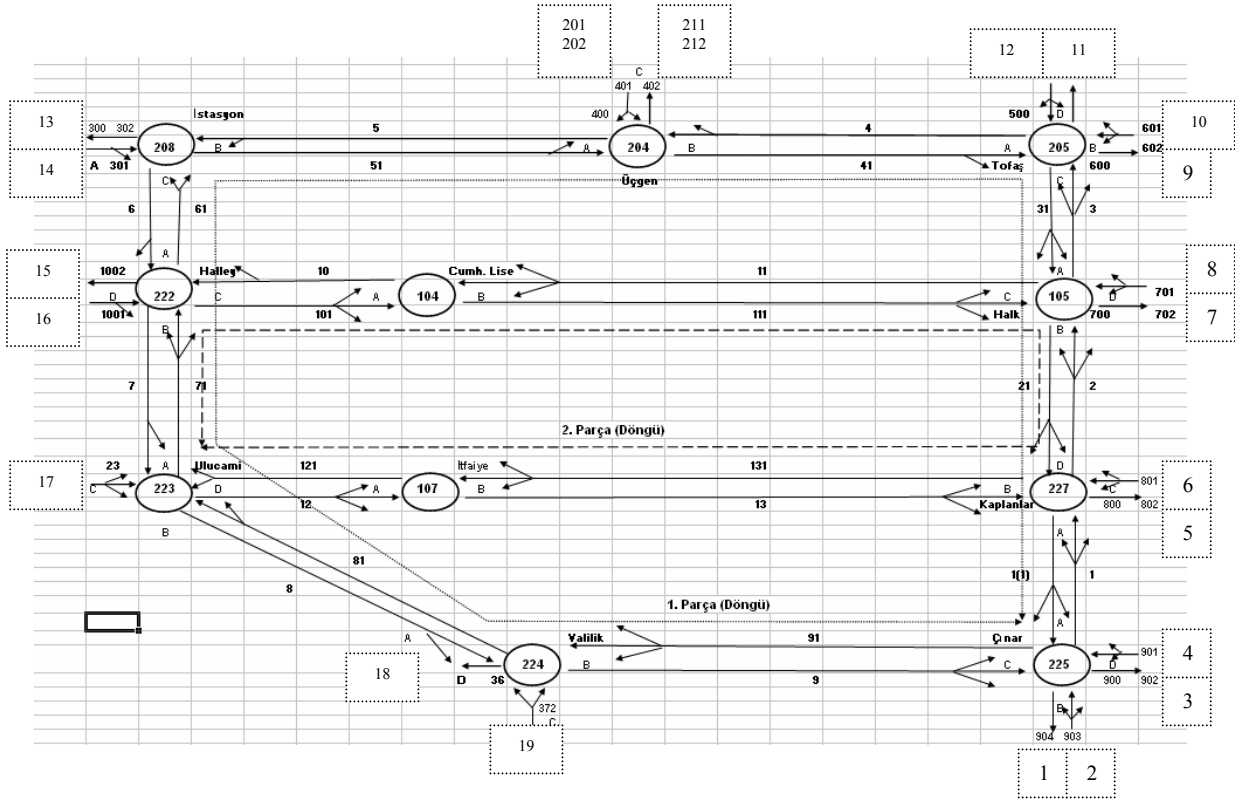 201 211
202 212
12 11
C
401 402
400
500 D
13 300 302 Istasyon
5 4
601 10
208 B 204 B A 205 B 602
14 A 301 51 Üçgen 41 Tofaş 600 9
C C
6 61 31 3
A
15 1002 Halley 10 Cumh. Lise 11 A 8
222 104 105 701
D C A B C D
16 1001 101 111 Halk 700 702 7
B B
7 71 21 2
2. Parça (Döngü)
17 23 A Ulucami 121 İtfaiye 131 D
C 223 D A 107 B B 227 C 801 6
12 13 Kaplanlar 800 802
B A 5
81
8 1(1) 1
1. Parça (Döngü)
A Valilik 91 Çınar A
224 B C 225 D 901 4
18 D 36 9 900 902
372 B 3
C 904 903
19
1 2